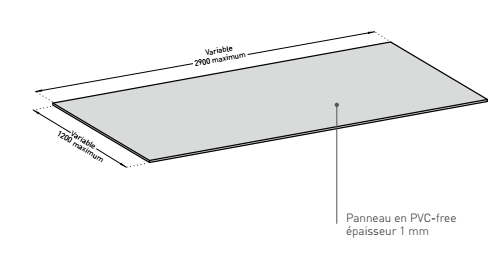 Variable
2900 maximum
Variable
1200 maximum
Panneau en PVC-free
épaisseur 1 mm